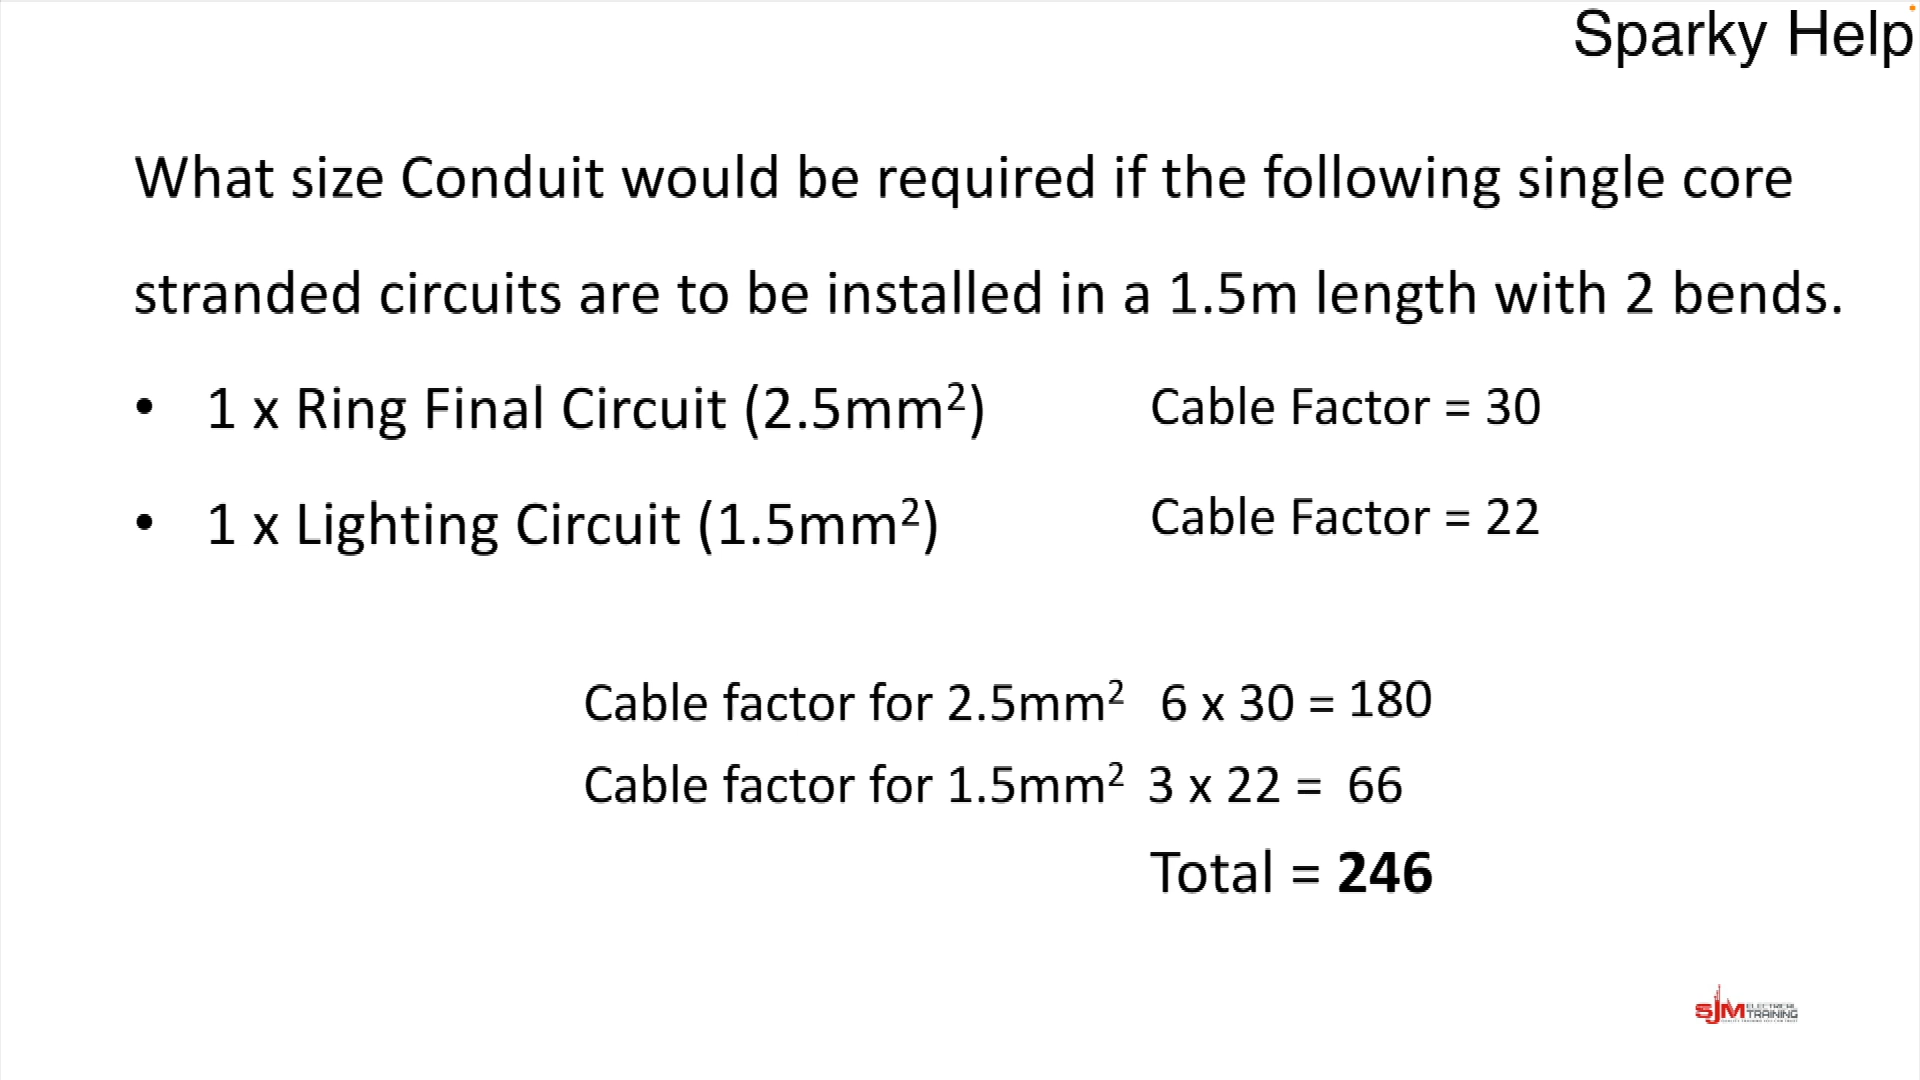 Sparky Help
What size Conduit would be required if the following single core
stranded circuits are to be installed in a 1.5m length with 2 bends.
• 1 x Ring Final Circuit (2.5mm²) Cable Factor = 30
• 1 x Lighting Circuit (1.5mm²) Cable Factor = 22
Cable factor for 2.5mm² 6 x 30 = 180
Cable factor for 1.5mm² 3 x 22 = 66
Total = 246
SJM ELECTRICAL
TRAINING